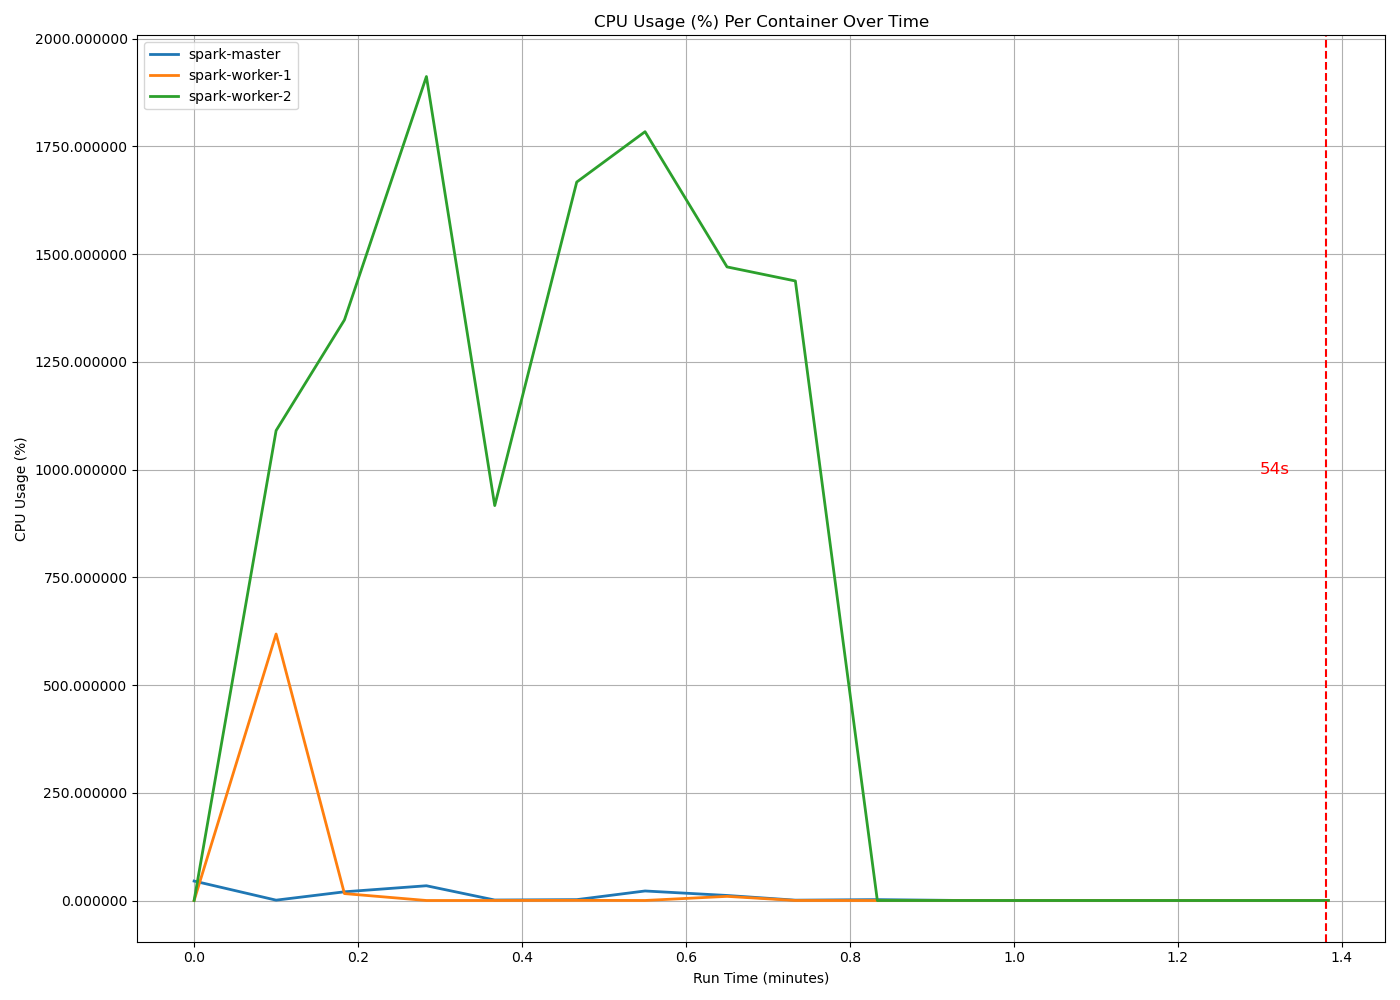 CPU Usage (%) Per Container Over Time
spark-master
spark-worker-1
spark-worker-2
2000.000000
1750.000000
1500.000000
1250.000000
1000.000000
750.000000
500.000000
250.000000
0.000000
CPU Usage (%)
54s
0.0 0.2 0.4 0.6 0.8 1.0 1.2 1.4
Run Time (minutes)